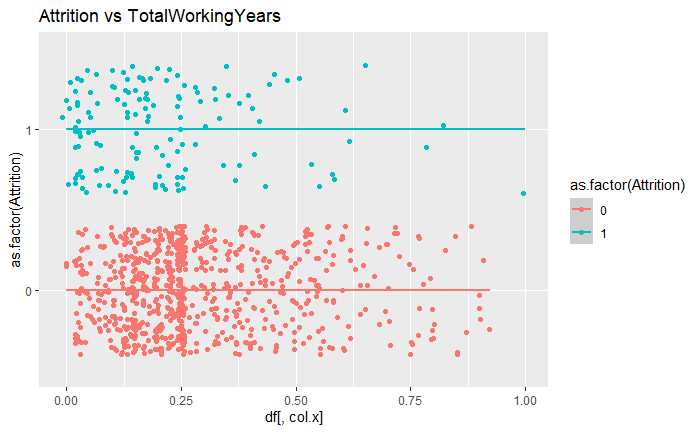 Attrition vs TotalWorkingYears
as.factor(Attrition)
1
0
0.00 0.25 0.50 0.75 1.00
df[, col.x]
as.factor(Attrition)
0
1